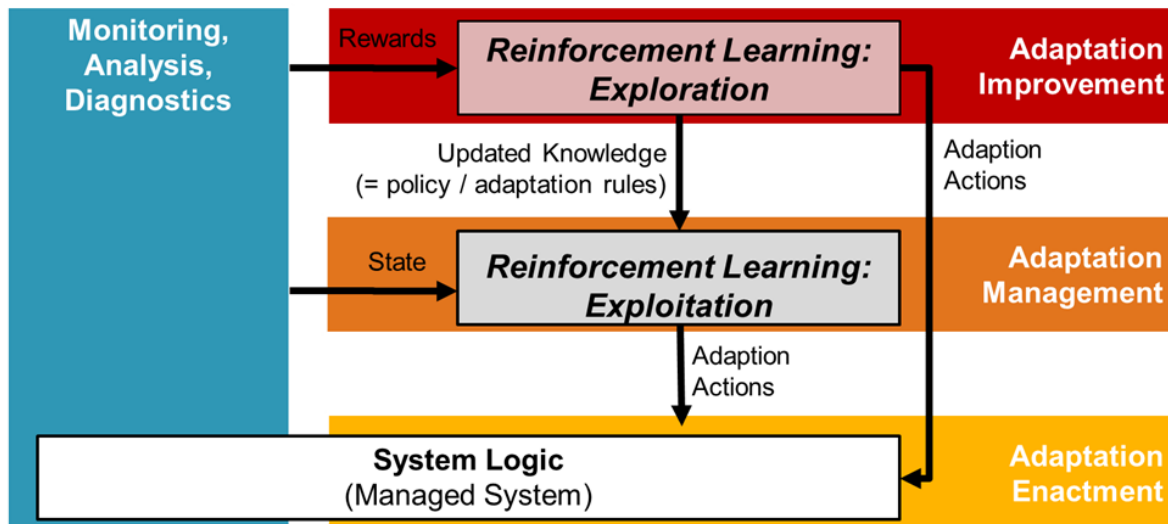 Monitoring,
Analysis,
Diagnostics
Rewards
Reinforcement Learning:
Exploration
Adaptation
Improvement
Updated Knowledge
(= policy / adaptation rules)
Adaption
Actions
State
Reinforcement Learning:
Exploitation
Adaptation
Management
Adaption
Actions
System Logic
(Managed System)
Adaptation
Enactment